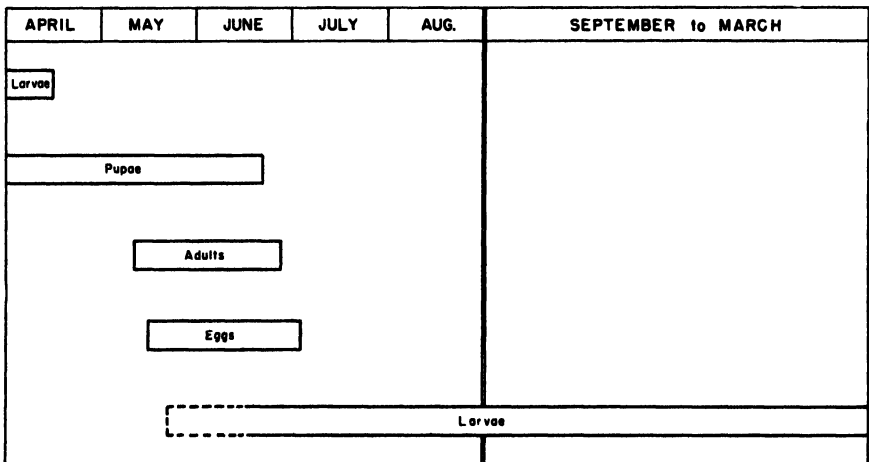 APRIL MAY JUNE JULY AUG. SEPTEMBER to MARCH
Larvae
Pupae
Adults
Eggs
Larvae